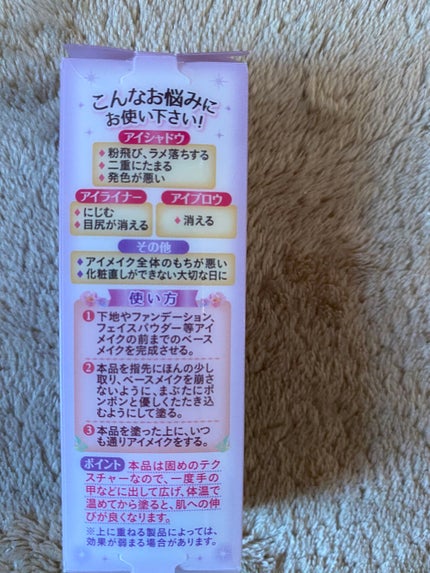 こんなお悩みに
お使い下さい！
アイシャドウ
♦粉飛び、ラメ落ちする
♦二重にたまる
♦発色が悪い
アイライナー
♦にじむ
♦目尻が消える
アイブロウ
♦消える
その他
♦アイメイク全体のもちが悪い
♦化粧直しができない大切な日に
使い方
1 下地やファンデーション、
フェイスパウダー等アイ
メイクの前までのベース
メイクを完成させる。
2 本品を指先にほんの少し
取り、ベースメイクを崩さ
ないように、まぶたにポ
ンポンと優しくたたき込
むようにして塗る。
3 本品を塗った上に、いつ
も通りアイメイクをする。
ポイント 本品は固めのテク
スチャーなので、一度手の
甲などに出して広げ、体温で
温めてから塗ると、肌への伸
びが良くなります。
※上に重ねる製品によっては、
効果が弱まる場合があります。